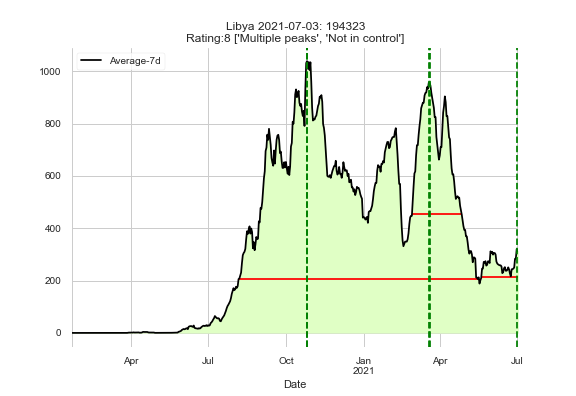 Libya 2021-07-03: 194323
Rating:8 ['Multiple peaks', 'Not in control']
Average-7d
1000
800
600
400
200
0
Apr Jul Oct Jan Apr Jul
2021
Date